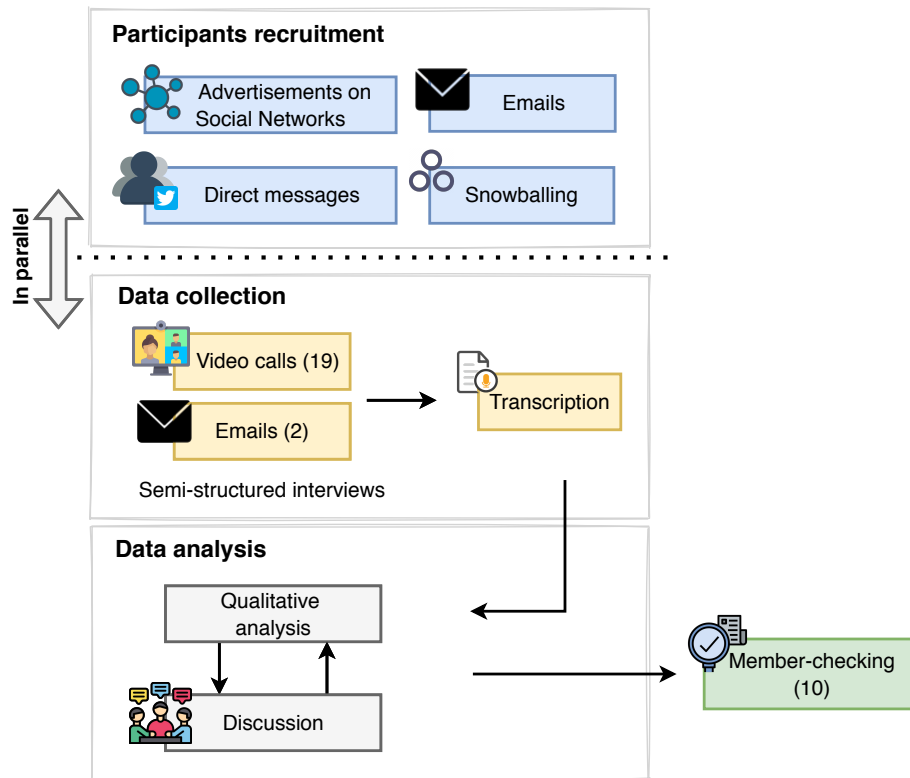 Participants recruitment
Advertisements on
Social Networks
Emails
Direct messages
Snowballing
In parallel
Data collection
Video calls (19)
Emails (2)
Transcription
Semi-structured interviews
Data analysis
Qualitative
analysis
Discussion
Member-checking
(10)